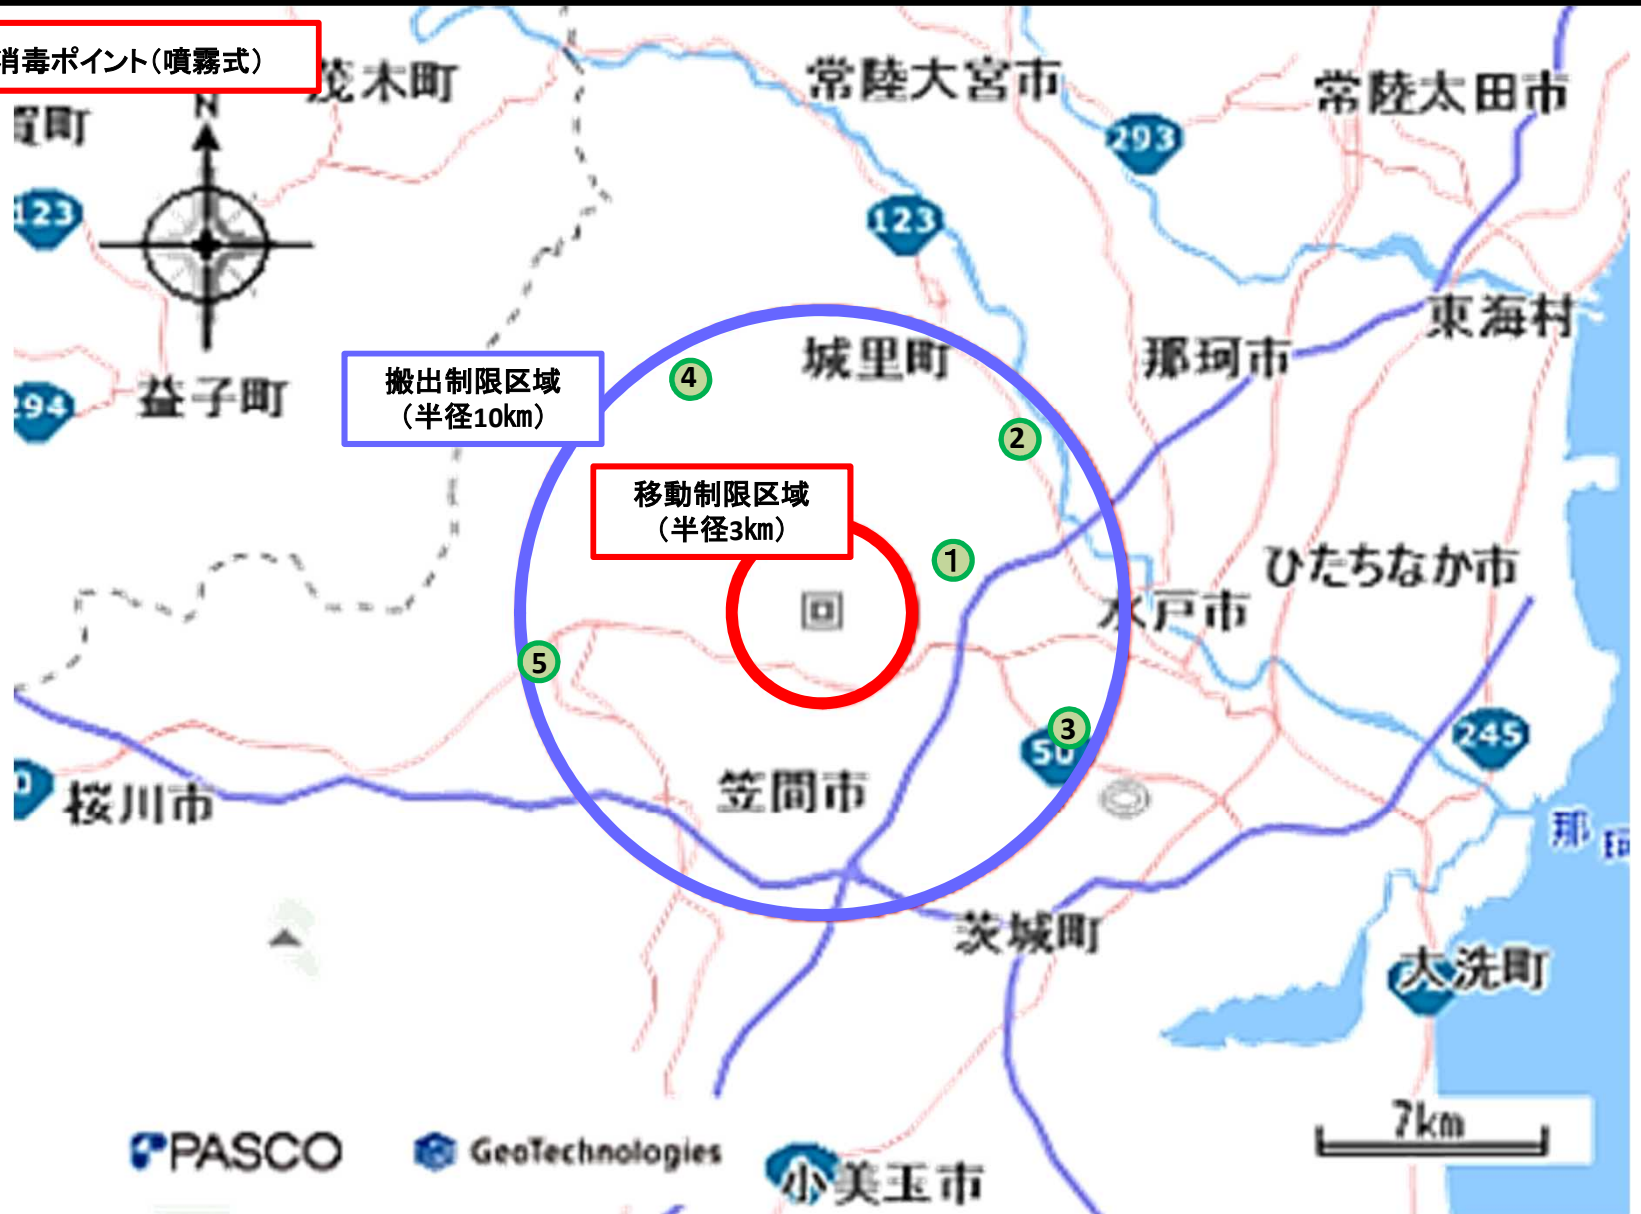 消毒ポイント（噴霧式）
茂木町
常陸大宮市
常陸太田市
賀町
N
293
123
123
東海村
城里町
那珂市
益子町
294
搬出制限区域
（半径10㎞）
4
2
移動制限区域
（半径3㎞）
1
ひたちなか市
水戸市
5
3
50
245
笠間市
桜川市
0
那珂
茨城町
大洗町
7km
PASCO
GeoTechnologies
小美玉市